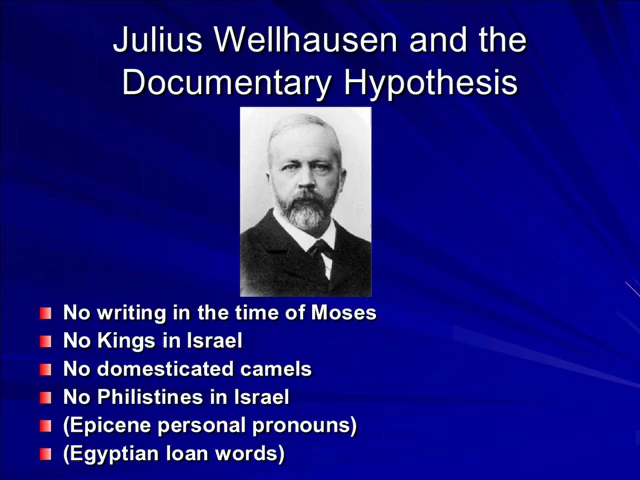 Julius Wellhausen and the
Documentary Hypothesis
No writing in the time of Moses
No Kings in Israel
No domesticated camels
No Philistines in Israel
(Epicene personal pronouns)
(Egyptian loan words)